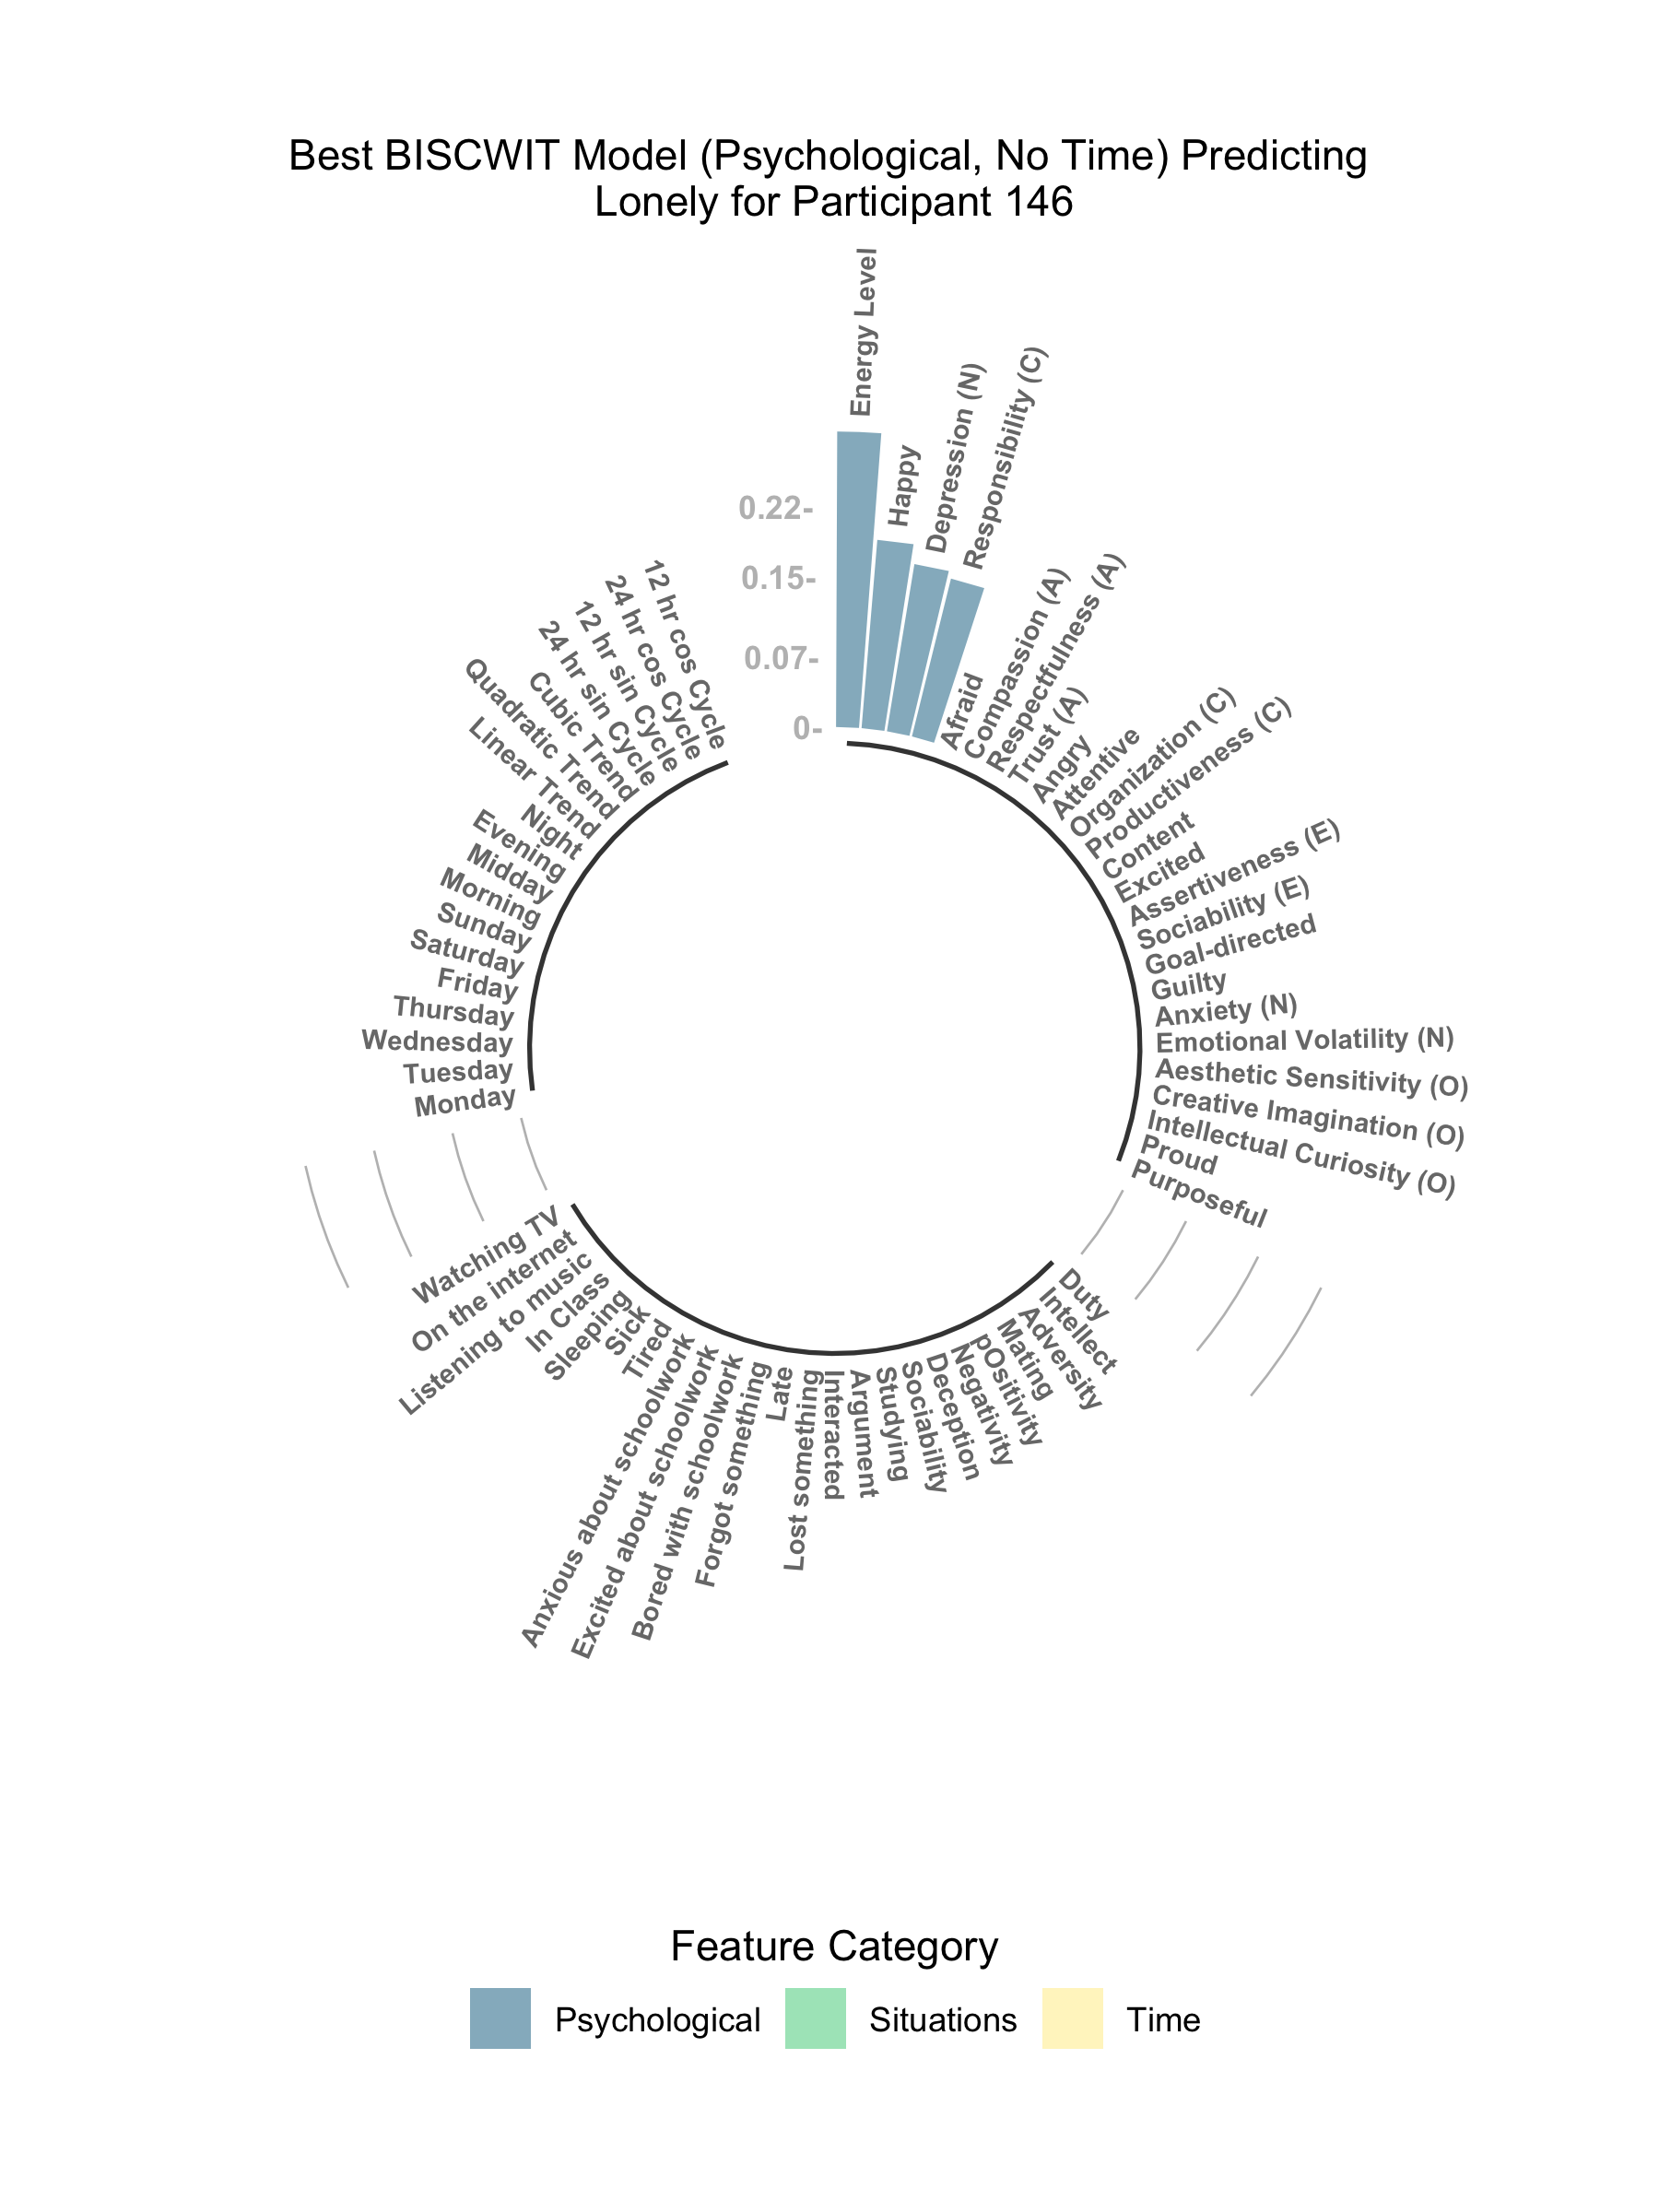 Best BISCWIT Model (Psychological, No Time) Predicting
Lonely for Participant 146
0.22-
0.15-
0.07-
0-
Energy Level
Happy
Depression (N)
Responsibility (C)
Afraid
Compassion (A)
Respectfulness (A)
Trust (A)
Angry
Attentive
Organization (C)
Productiveness (C)
Content
Excited
Assertiveness (E)
Sociability (E)
Goal-directed
Guilty
Anxiety (N)
Emotional Volatility (N)
Aesthetic Sensitivity (O)
Creative Imagination (O)
Intellectual Curiosity (O)
Proud
Purposeful
Duty
Intellect
Adversity
Mating
pOsitivity
Negativity
Deception
Sociability
Studying
Argument
Interacted
Lost something
Late
Forgot something
Bored with schoolwork
Excited about schoolwork
Anxious about schoolwork
Tired
Sick
Sleeping
In Class
Listening to music
On the internet
Watching TV
Monday
Tuesday
Wednesday
Thursday
Friday
Saturday
Sunday
Morning
Midday
Evening
Night
Linear Trend
Quadratic Trend
Cubic Trend
24 hr sin Cycle
12 hr sin Cycle
24 hr cos Cycle
12 hr cos Cycle
Feature Category
Psychological
Situations
Time